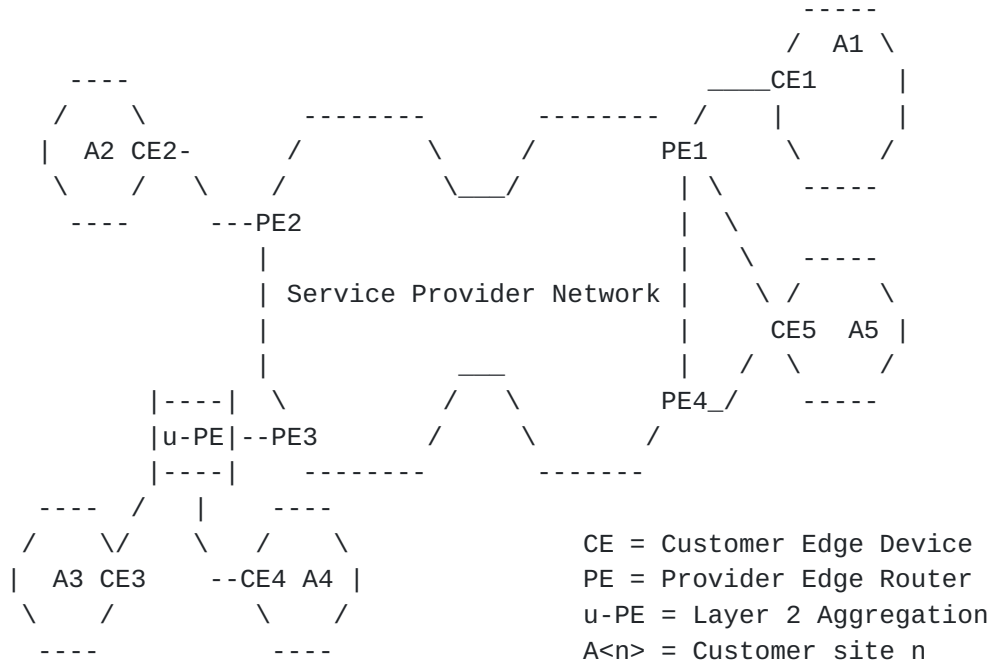 A1
CE1
A2 CE2-
PE1
---PE2
Service Provider Network
CE5 A5
PE4_/
|u-PE|--PE3
CE = Customer Edge Device
A3 CE3 --CE4 A4
PE = Provider Edge Router
u-PE = Layer 2 Aggregation
A<n> = Customer site n